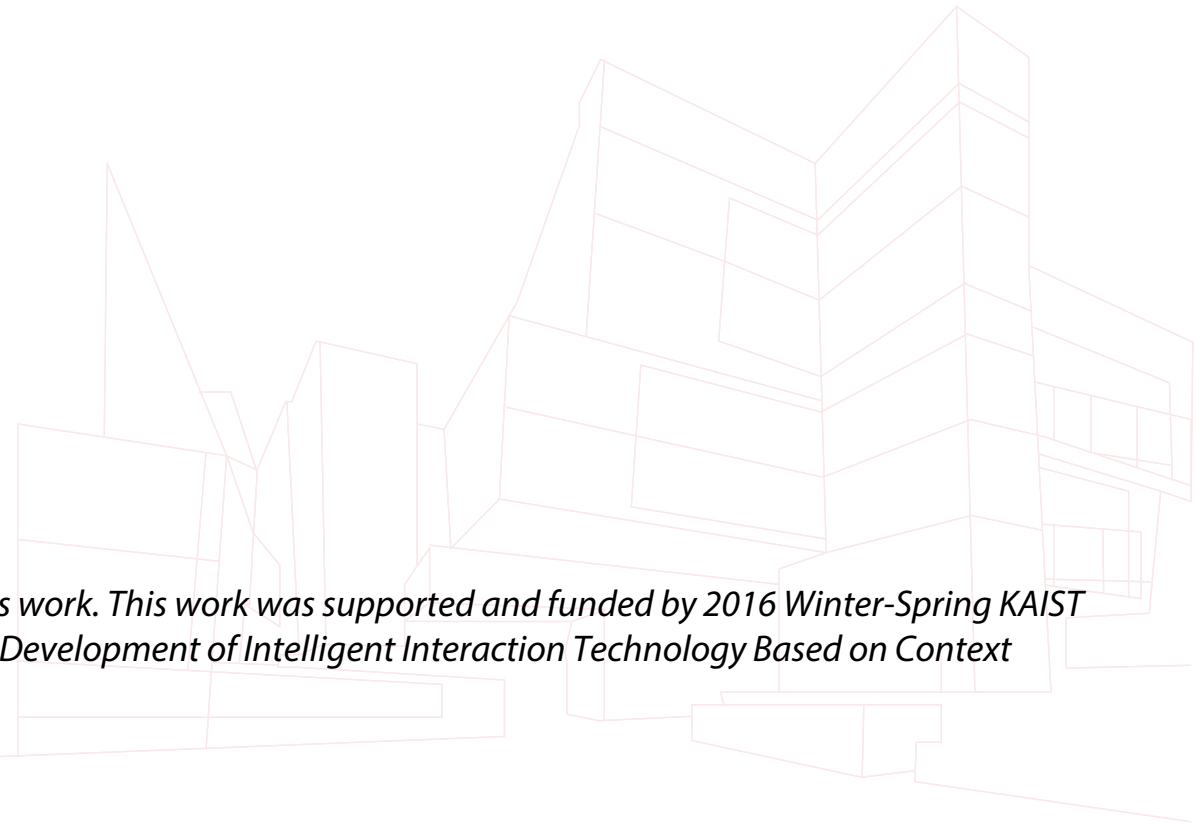 s work. This work was supported and funded by 2016 Winter-Spring KAIST
Development of Intelligent Interaction Technology Based on Context